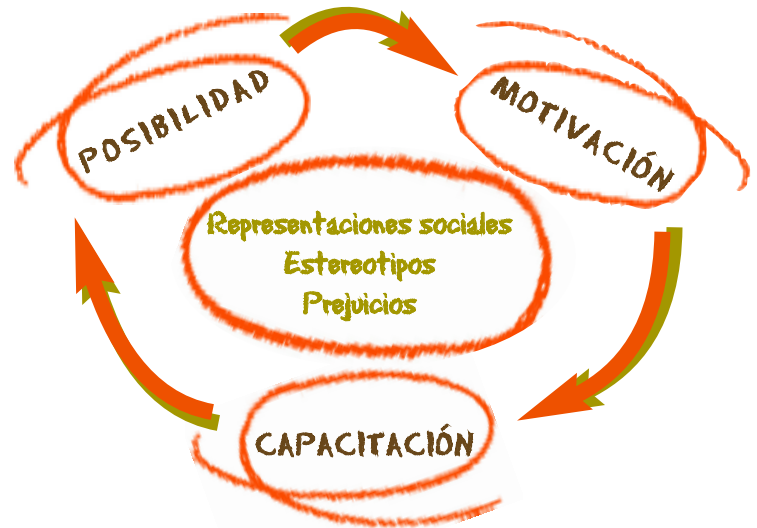 POSIBILIDAD
MOTIVACIÓN
Representaciones sociales
Estereotipos
Prejuicios
CAPACITACIÓN